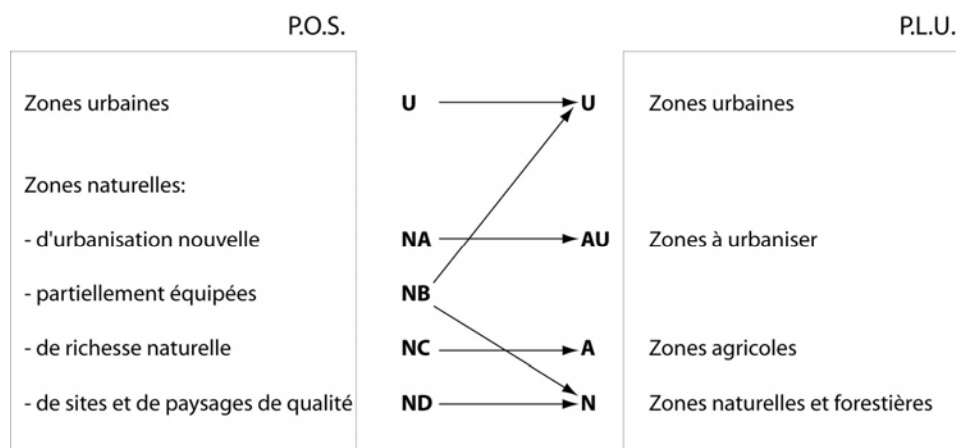 P.O.S. P.L.U.
Zones urbaines U U Zones urbaines
Zones naturelles:
- d'urbanisation nouvelle NA AU Zones à urbaniser
- partiellement équipées NB
- de richesse naturelle NC A Zones agricoles
- de sites et de paysages de qualité ND N Zones naturelles et forestières